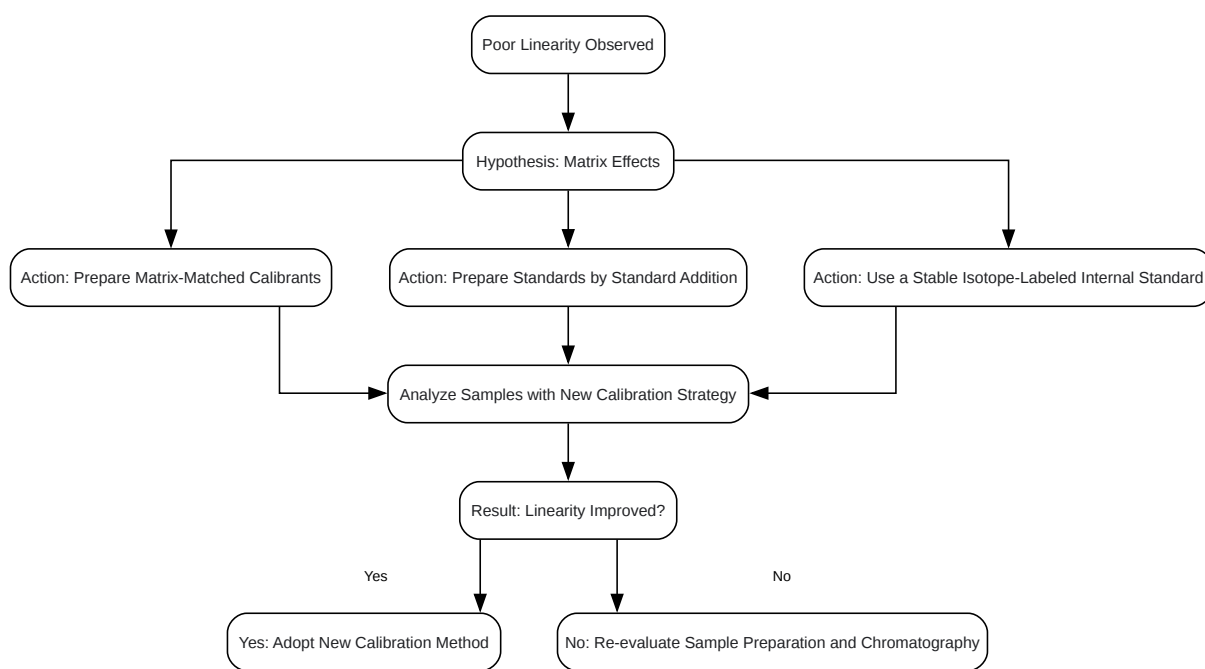 Poor Linearity Observed
Hypothesis: Matrix Effects
Action: Prepare Matrix-Matched Calibrants
Action: Prepare Standards by Standard Addition
Action: Use a Stable Isotope-Labeled Internal Standard
Analyze Samples with New Calibration Strategy
Result: Linearity Improved?
Yes
No
Yes: Adopt New Calibration Method
No: Re-evaluate Sample Preparation and Chromatography